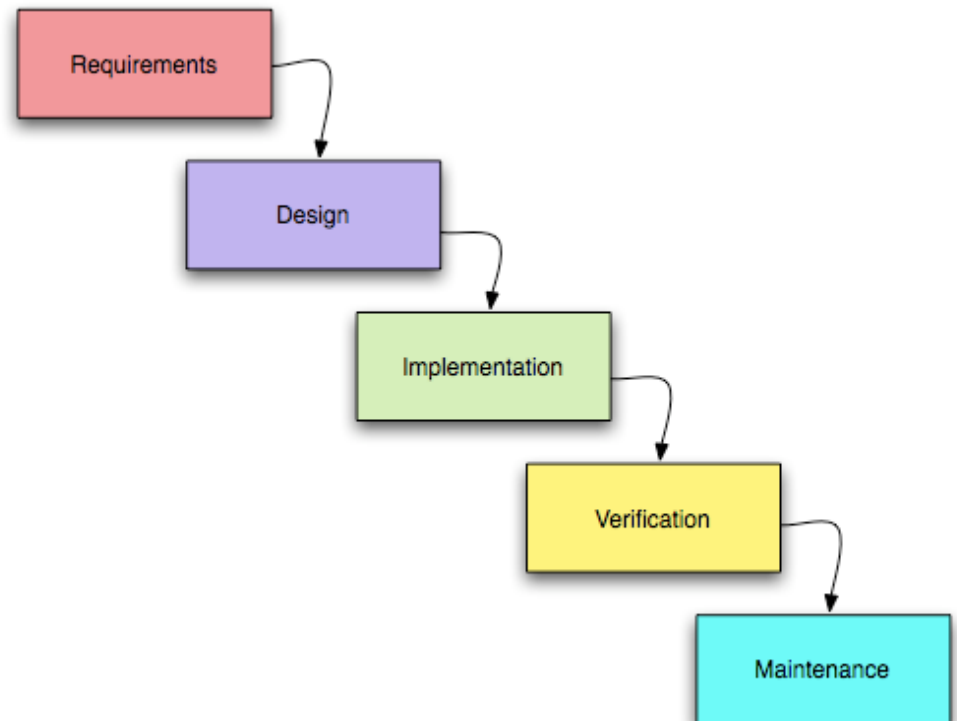 Requirements
Design
Implementation
Verification
Maintenance